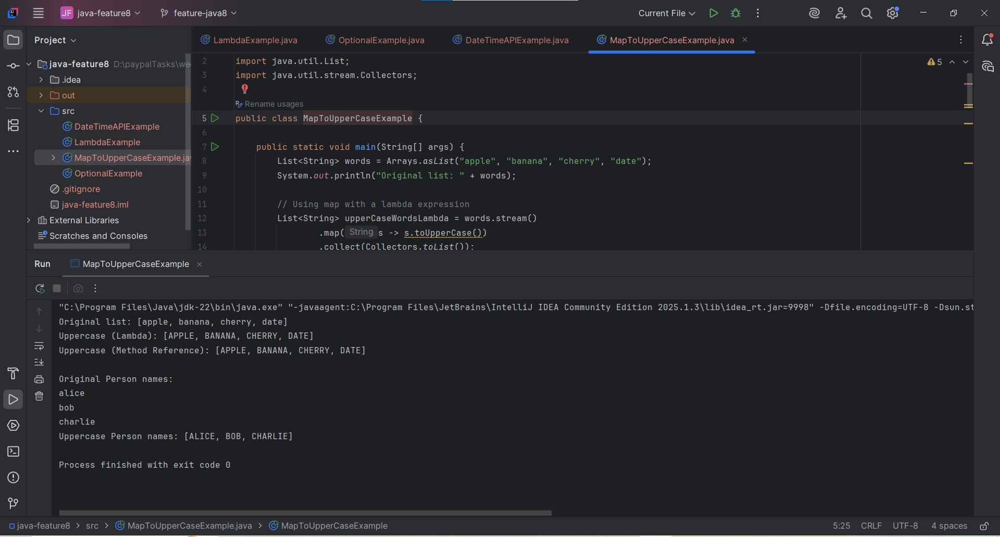 JF java-feature8
feature-java8
Current File
Project
LambdaExample.java
OptionalExample.java
DateTimeAPIExample.java
MapToUpperCaseExample.java
java-feature8 D:\paypalTasks\we
.idea
out
src
DateTimeAPIExample
LambdaExample
MapToUpperCaseExample.jav
OptionalExample
.gitignore
java-feature8.iml
External Libraries
Scratches and Consoles
5
2 import java.util.List;
3 import java.util.stream.Collectors;
4
Rename usages
5 public class MapToUpperCaseExample {
6
7 public static void main(String[] args) {
8 List<String> words = Arrays.asList("apple", "banana", "cherry", "date");
9 System.out.println("Original list: " + words);
10
11 // Using map with a lambda expression
12 List<String> upperCaseWordsLambda = words.stream()
13 .map( String s -> s.toUpperCase())
14 .collect(Collectors.toList());
Run
MapToUpperCaseExample
"C:\Program Files\Java\jdk-22\bin\java.exe" "-javaagent:C:\Program Files\JetBrains\IntelliJ IDEA Community Edition 2025.1.3\lib\idea_rt.jar=9998" -Dfile.encoding=UTF-8 -Dsun.st
Original list: [apple, banana, cherry, date]
Uppercase (Lambda): [APPLE, BANANA, CHERRY, DATE]
Uppercase (Method Reference): [APPLE, BANANA, CHERRY, DATE]
Original Person names:
alice
bob
charlie
Uppercase Person names: [ALICE, BOB, CHARLIE]
Process finished with exit code 0
java-feature8 > src > MapToUpperCaseExample.java > MapToUpperCaseExample
5:25 CRLF UTF-8 4 spaces